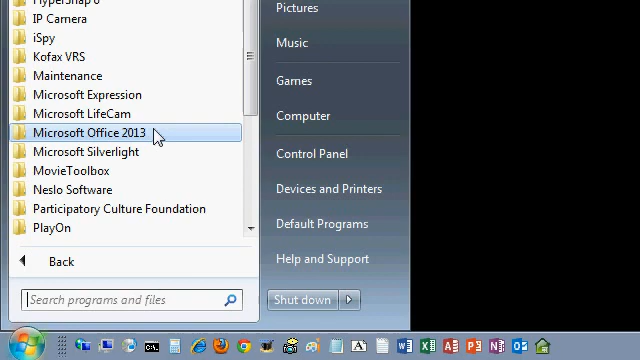 HyperSnap 6
IP Camera
iSpy
Kofax VRS
Maintenance
Microsoft Expression
Microsoft LifeCam
Microsoft Office 2013
Microsoft Silverlight
MovieToolbox
Neslo Software
Participatory Culture Foundation
PlayOn
Back
Search programs and files
Pictures
Music
Games
Computer
Control Panel
Devices and Printers
Default Programs
Help and Support
Shut down